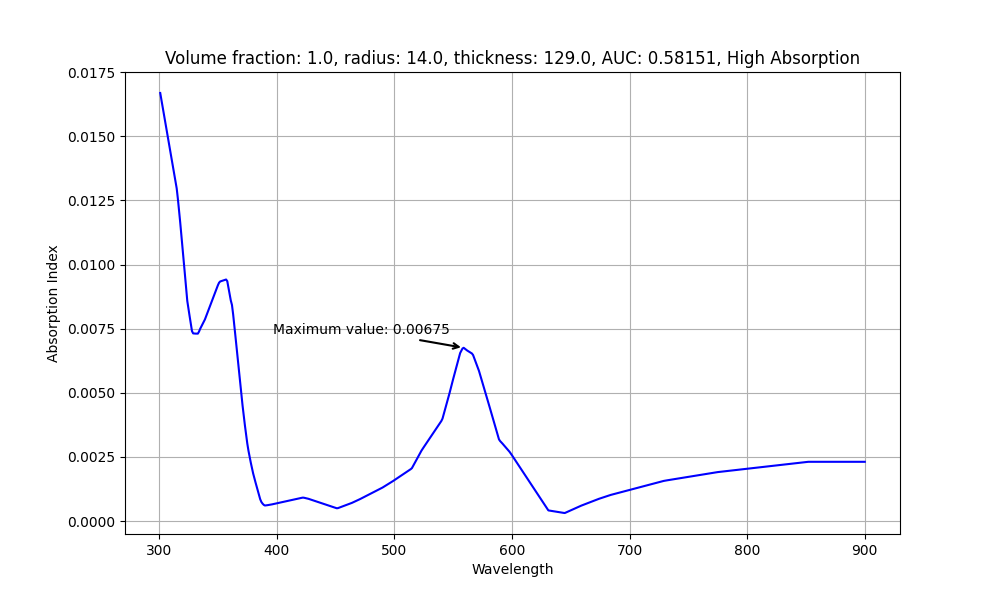 Volume fraction: 1.0, radius: 14.0, thickness: 129.0, AUC: 0.58151, High Absorption
0.0175
0.0150
0.0125
0.0100
0.0075
0.0050
0.0025
0.0000
Absorption Index
Maximum value: 0.00675
300 400 500 600 700 800 900
Wavelength